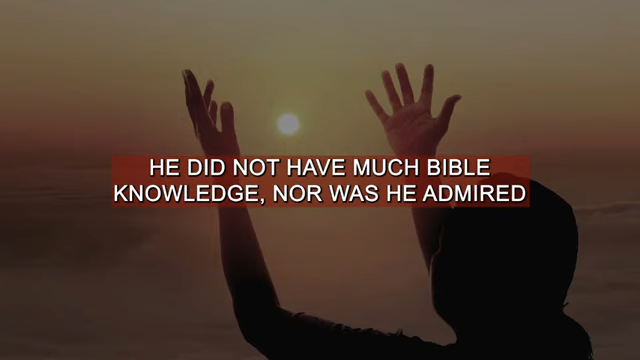 HE DID NOT HAVE MUCH BIBLE
KNOWLEDGE, NOR WAS HE ADMIRED